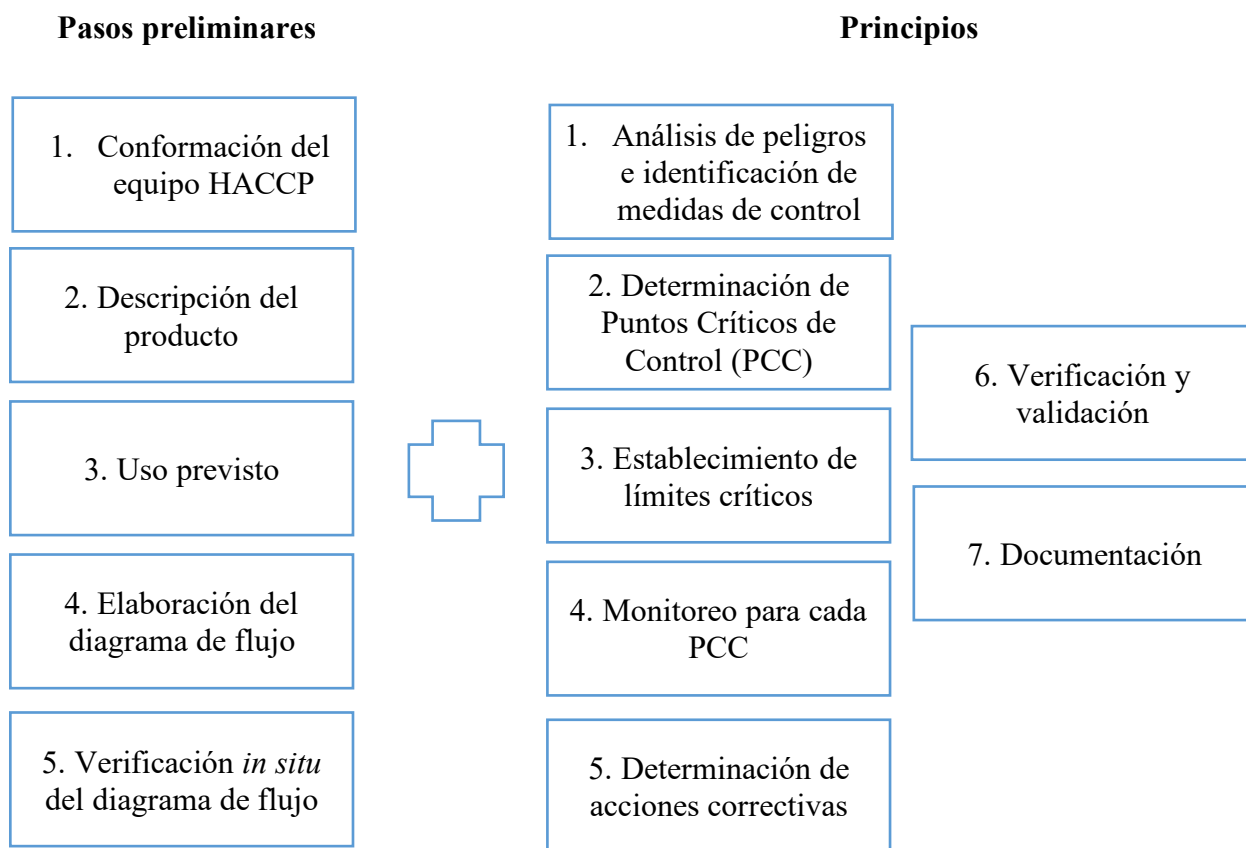 Pasos preliminares
1. Conformación del
equipo HACCP
2. Descripción del
producto
3. Uso previsto
4. Elaboración del
diagrama de flujo
5. Verificación in situ
del diagrama de flujo
Principios
1. Análisis de peligros
e identificación de
medidas de control
2. Determinación de
Puntos Críticos de
Control (PCC)
3. Establecimiento de
límites críticos
4. Monitoreo para cada
PCC
5. Determinación de
acciones correctivas
6. Verificación y
validación
7. Documentación